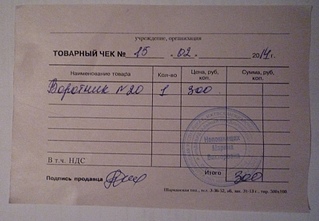 учреждение, организация
ТОВАРНЫЙ ЧЕК № 15 02. 2014 г.
Наименование товара Кол-во Цена, руб. коп. Сумма, руб. коп.
Воротник N20 1 300
В т.ч. НДС
Итого 300
Подпись продавца